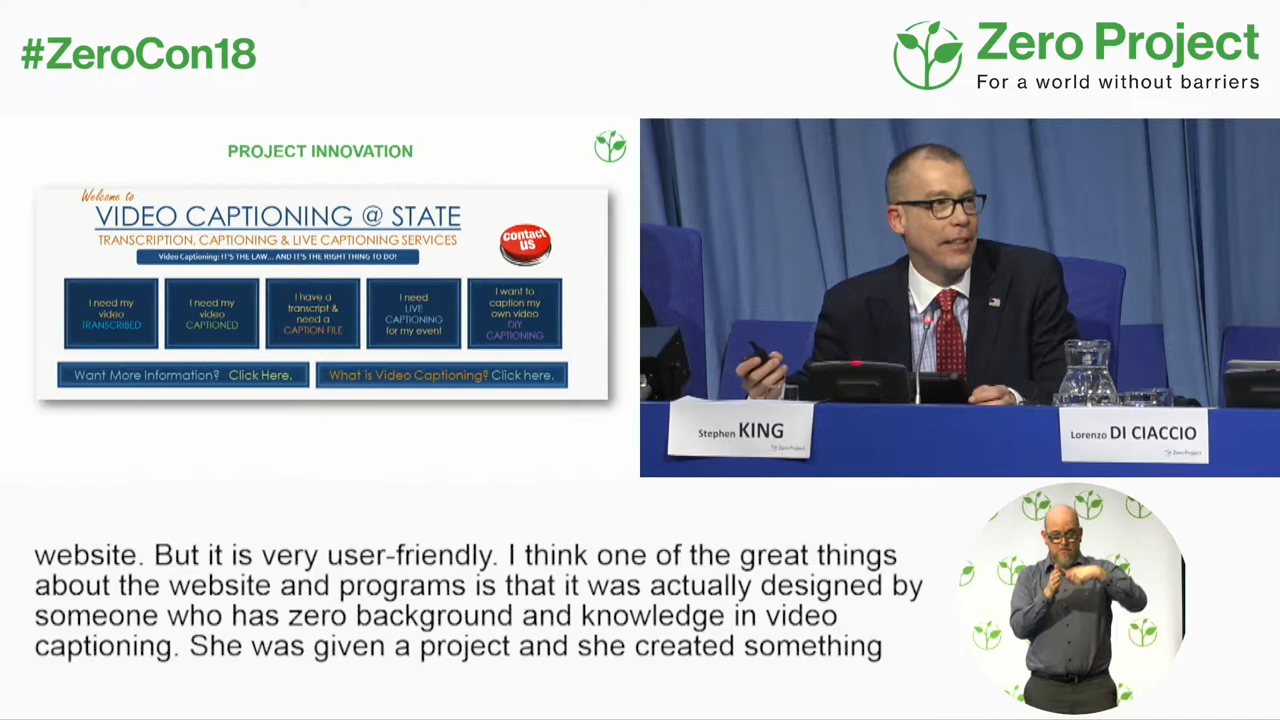 #ZeroCon18
Zero Project
For a world without barriers
PROJECT INNOVATION
Welcome to
VIDEO CAPTIONING @ STATE
TRANSCRIPTION, CAPTIONING & LIVE CAPTIONING SERVICES
Video Captioning: IT'S THE LAW... AND IT'S THE RIGHT THING TO DO!
contact
us
I need my
video
TRANSCRIBED
I need my
video
CAPTIONED
I have a
transcript &
need a
CAPTION FILE
I need
LIVE
CAPTIONING
for my event
I want to
caption my
own video
DIY
CAPTIONING
Want More Information? Click Here.
What is Video Captioning? Click here.
Stephen KING
Zero Project
Lorenzo DI CIACCIO
Zero Project
website. But it is very user-friendly. I think one of the great things
about the website and programs is that it was actually designed by
someone who has zero background and knowledge in video
captioning. She was given a project and she created something